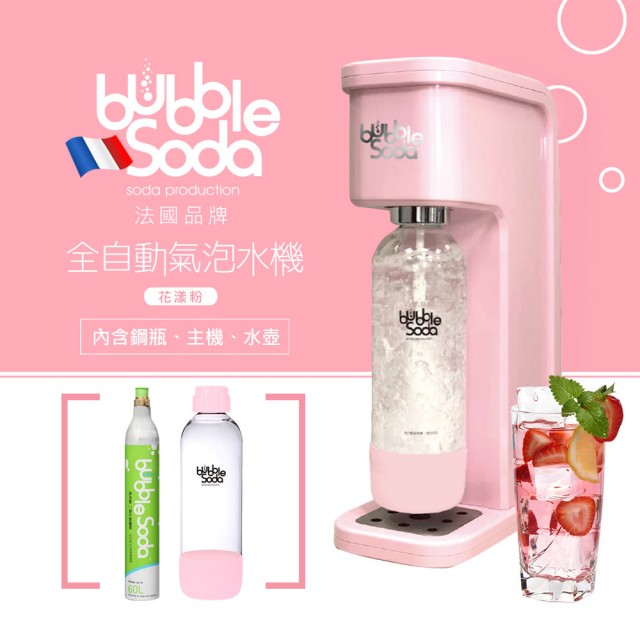 bubble
Soda
soda production
法國品牌
全自動氣泡水機
花漾粉
內含鋼瓶、主機、水壺
bubble
Soda
bubble
Soda
bubble Soda
60L
bubble
Soda